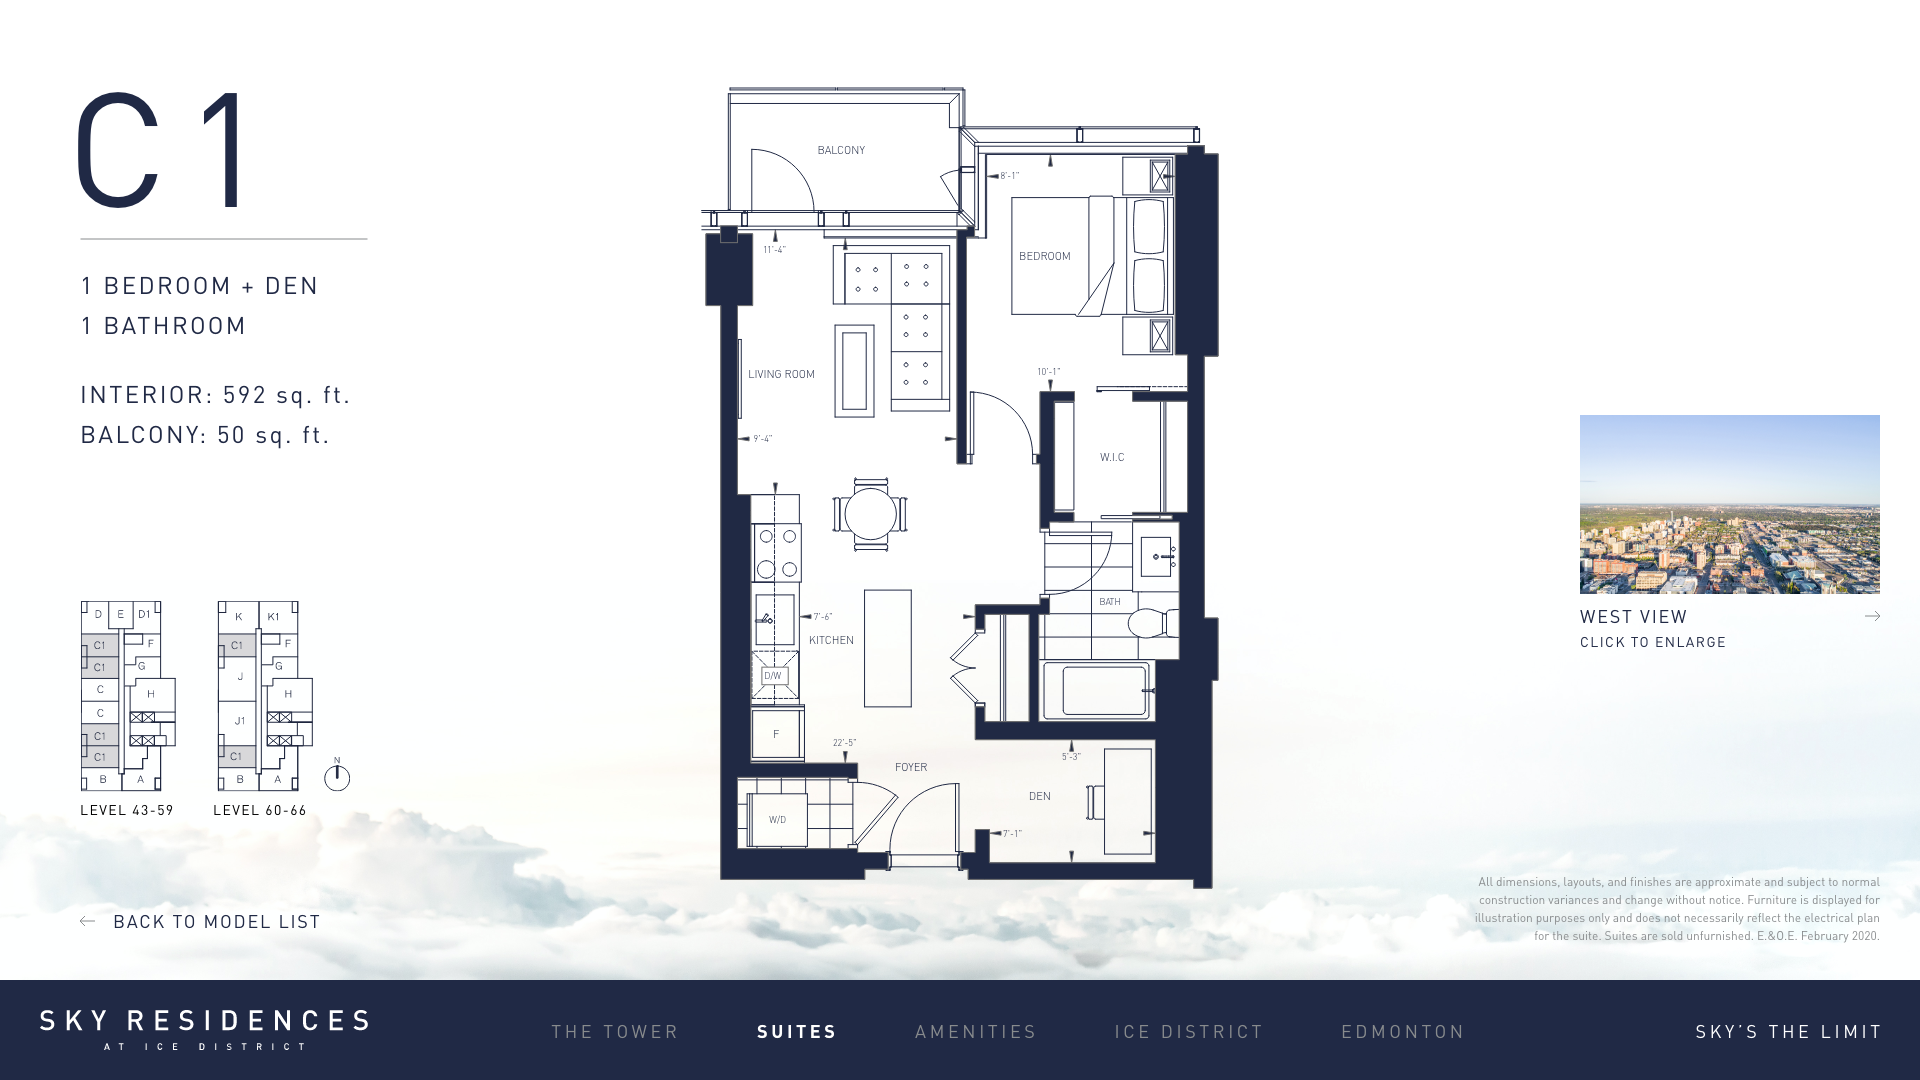 C1
1 BEDROOM + DEN
1 BATHROOM
INTERIOR: 592 sq. ft.
BALCONY: 50 sq. ft.
BALCONY
8'-1"
11'-4"
BEDROOM
LIVING ROOM
10'-1"
9'-4"
W.I.C
BATH
7'-6"
KITCHEN
D/W
F
22'-5"
FOYER
5'-3"
DEN
W/D
7'-1"
D E D1
C1 F
C1 G
C H
C
C1
C1
B A
LEVEL 43-59
K K1
C1 F
J G
H
J1
C1
B A
LEVEL 60-66
N
WEST VIEW
CLICK TO ENLARGE
BACK TO MODEL LIST
All dimensions, layouts, and finishes are approximate and subject to normal
construction variances and change without notice. Furniture is displayed for
illustration purposes only and does not necessarily reflect the electrical plan
for the suite. Suites are sold unfurnished. E.&O.E. February 2020.
SKY RESIDENCES
AT ICE DISTRICT
THE TOWER
SUITES
AMENITIES
ICE DISTRICT
EDMONTON
SKY'S THE LIMIT